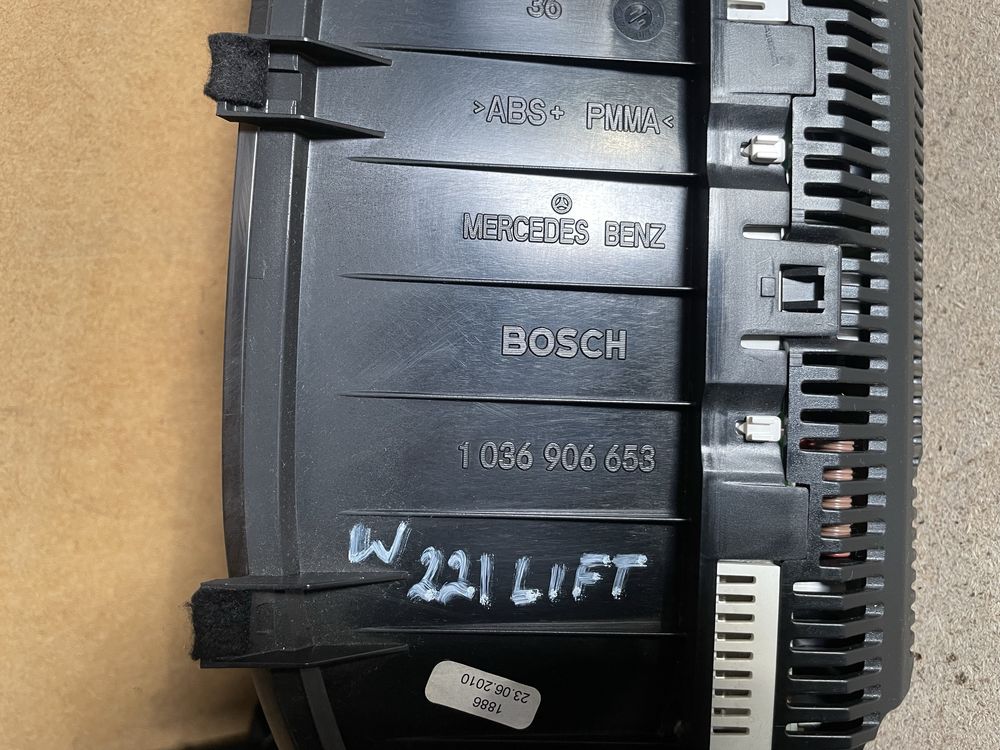 36
>ABS+ PMMA<
MERCEDES BENZ
BOSCH
1 036 906 653
W 221 LIFT
1886
23.06.2010